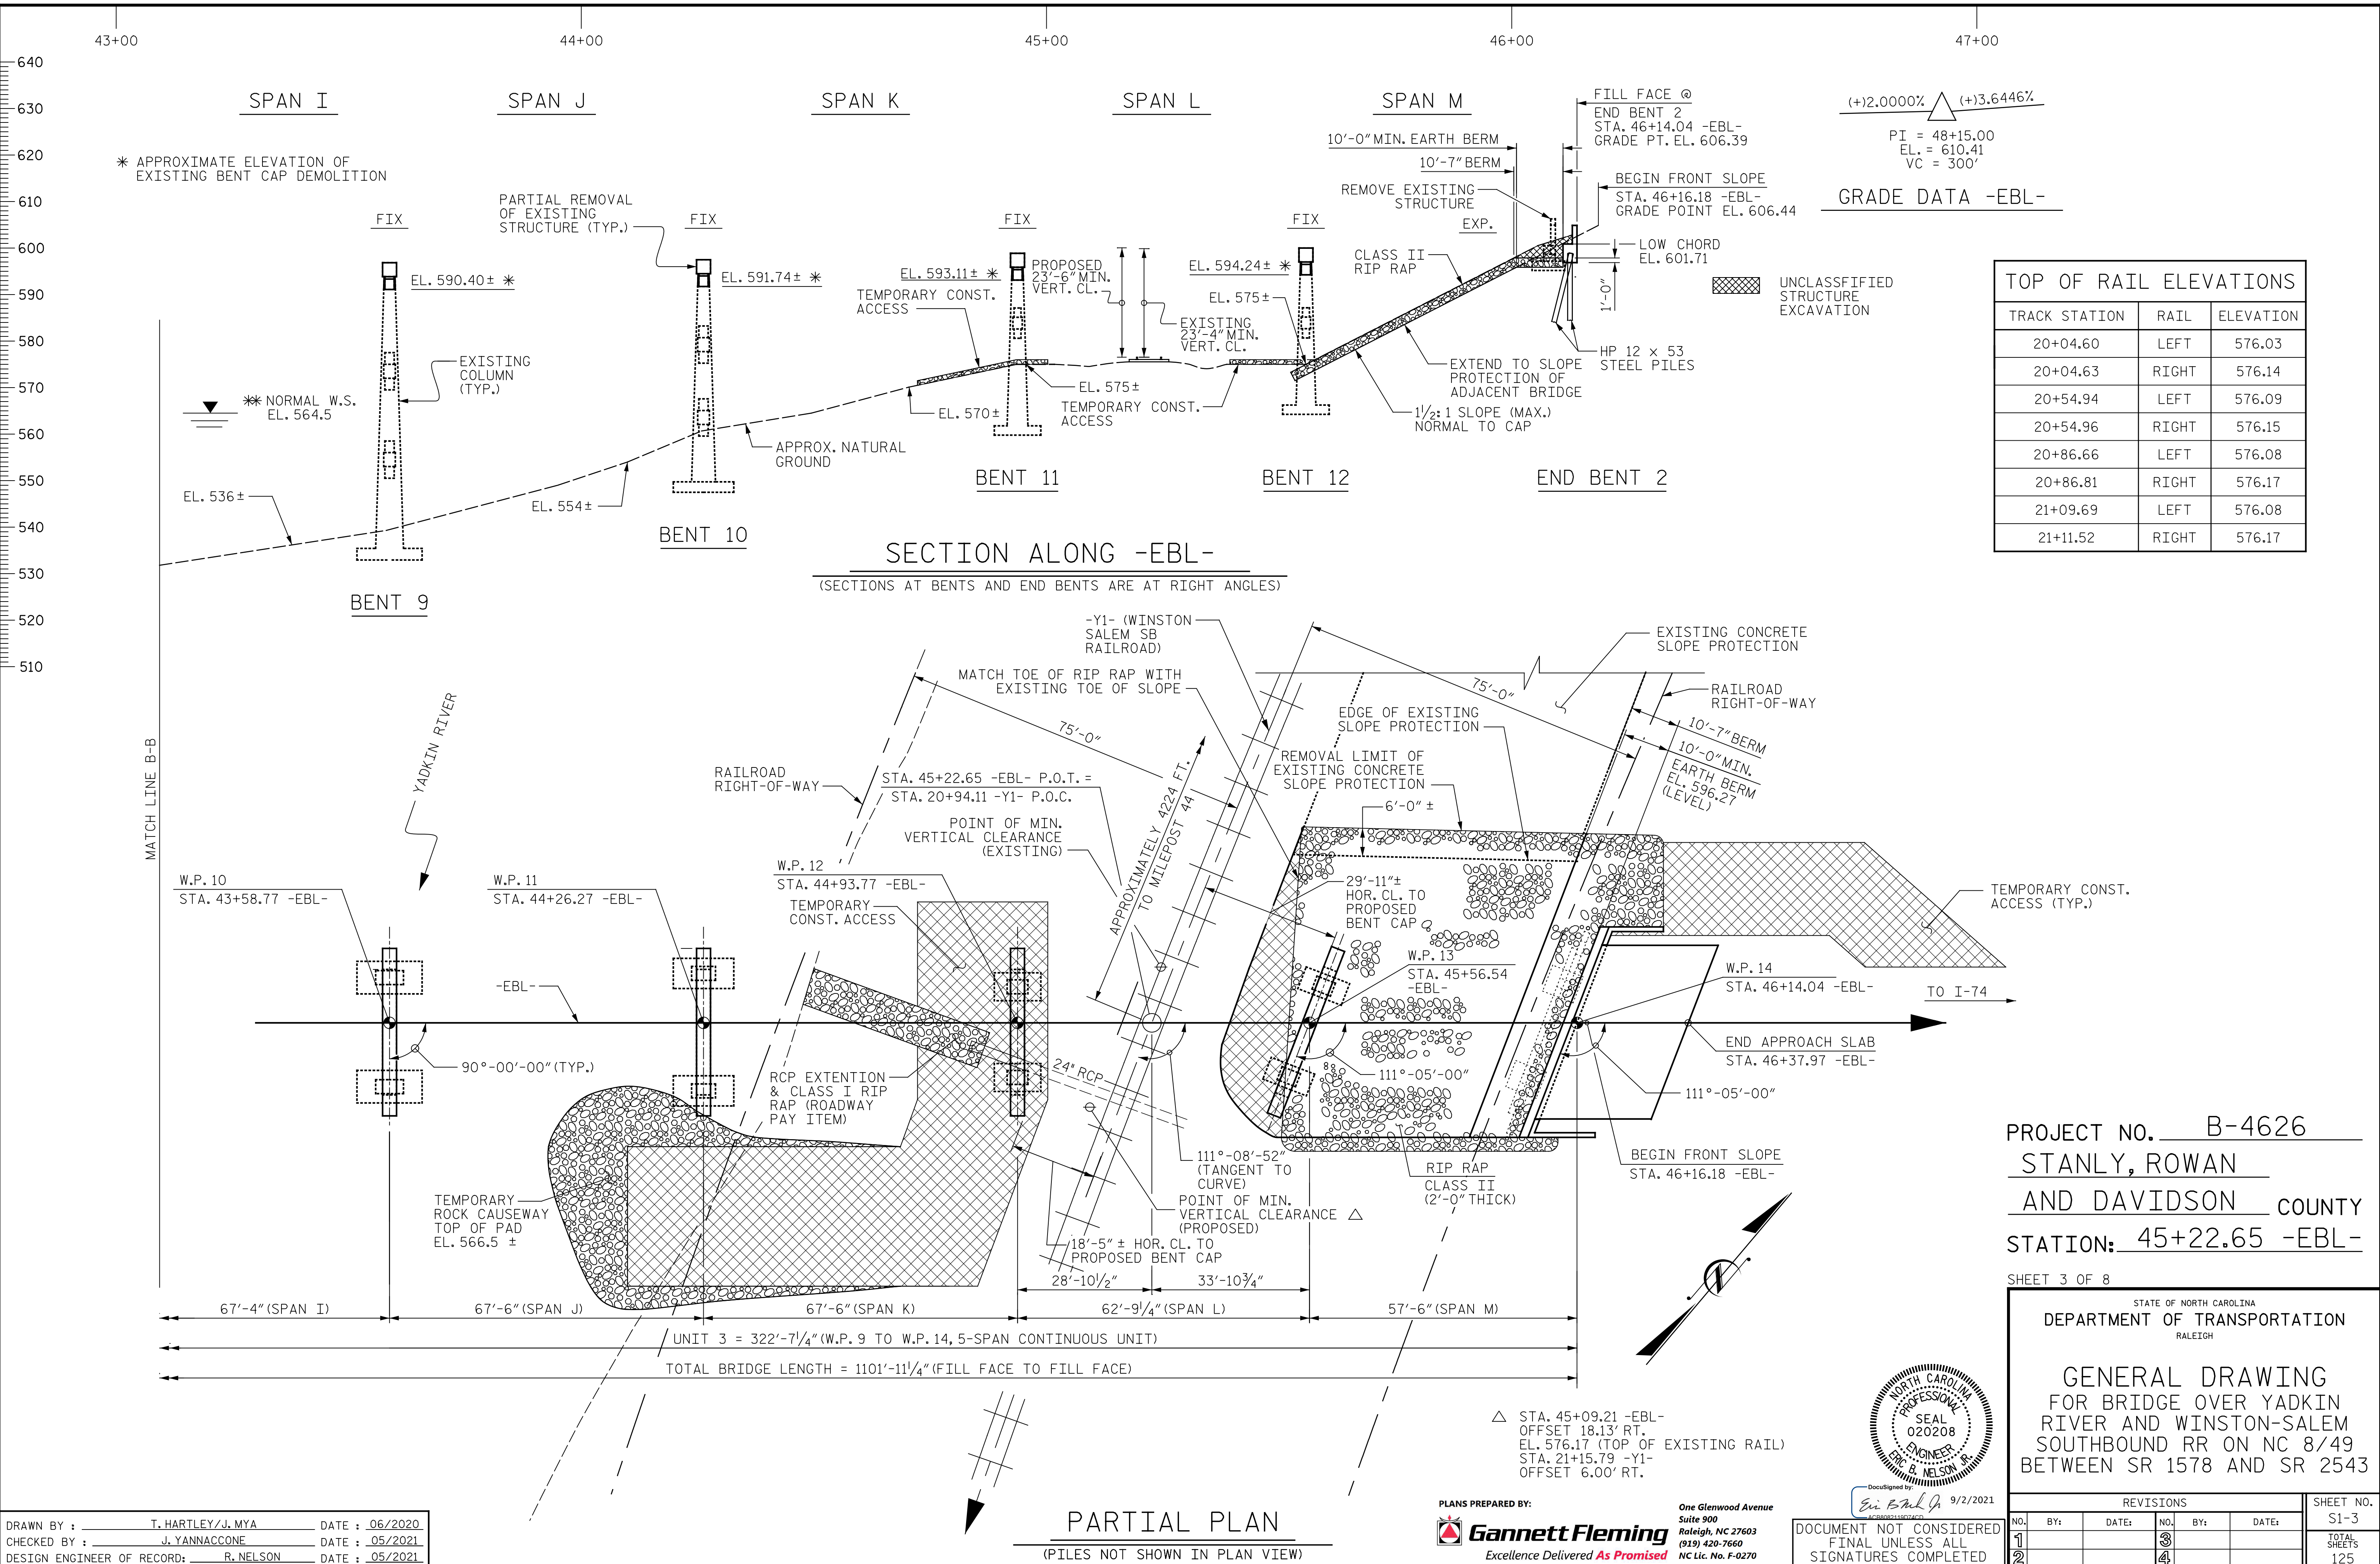 43+00
44+00
45+00
46+00
47+00
640
630
620
610
600
590
580
570
560
550
540
530
520
510
SPAN I
SPAN J
SPAN K
SPAN L
SPAN M
* APPROXIMATE ELEVATION OF
EXISTING BENT CAP DEMOLITION
PARTIAL REMOVAL
OF EXISTING
STRUCTURE (TYP.)
FIX
FIX
FIX
FIX
EXP.
EL. 590.40± *
EL. 591.74± *
EL. 593.11± *
EL. 594.24± *
TEMPORARY CONST.
ACCESS
PROPOSED
23'-6" MIN.
VERT. CL.
EXISTING
23'-4" MIN.
VERT. CL.
EL. 575±
CLASS II
RIP RAP
10'-0" MIN. EARTH BERM
10'-7" BERM
REMOVE EXISTING
STRUCTURE
FILL FACE @
END BENT 2
STA. 46+14.04 -EBL-
GRADE PT. EL. 606.39
BEGIN FRONT SLOPE
STA. 46+16.18 -EBL-
GRADE POINT EL. 606.44
LOW CHORD
EL. 601.71
1'-0"
HP 12 x 53
STEEL PILES
EXTEND TO SLOPE
PROTECTION OF
ADJACENT BRIDGE
1½:1 SLOPE (MAX.)
NORMAL TO CAP
EXISTING
COLUMN
(TYP.)
** NORMAL W.S.
EL. 564.5
EL. 575±
TEMPORARY CONST.
ACCESS
EL. 570±
APPROX. NATURAL
GROUND
EL. 536±
EL. 554±
BENT 9
BENT 10
BENT 11
BENT 12
END BENT 2
(+)2.0000% (+)3.6446%
PI = 48+15.00
EL. = 610.41
VC = 300'
GRADE DATA -EBL-
UNCLASSFIFIED
STRUCTURE
EXCAVATION
TOP OF RAIL ELEVATIONS
TRACK STATION RAIL ELEVATION
20+04.60 LEFT 576.03
20+04.63 RIGHT 576.14
20+54.94 LEFT 576.09
20+54.96 RIGHT 576.15
20+86.66 LEFT 576.08
20+86.81 RIGHT 576.17
21+09.69 LEFT 576.08
21+11.52 RIGHT 576.17
SECTION ALONG -EBL-
(SECTIONS AT BENTS AND END BENTS ARE AT RIGHT ANGLES)
MATCH LINE B-B
YADKIN RIVER
-Y1- (WINSTON
SALEM SB
RAILROAD)
MATCH TOE OF RIP RAP WITH
EXISTING TOE OF SLOPE
75'-0"
75'-0"
EXISTING CONCRETE
SLOPE PROTECTION
RAILROAD
RIGHT-OF-WAY
EDGE OF EXISTING
SLOPE PROTECTION
REMOVAL LIMIT OF
EXISTING CONCRETE
SLOPE PROTECTION
6'-0" ±
10'-7" BERM
10'-0" MIN.
EARTH BERM
EL. 596.27
(LEVEL)
RAILROAD
RIGHT-OF-WAY
STA. 45+22.65 -EBL- P.O.T. =
STA. 20+94.11 -Y1- P.O.C.
POINT OF MIN.
VERTICAL CLEARANCE
(EXISTING)
APPROXIMATELY 4224 FT.
TO MILEPOST 44
W.P. 10
STA. 43+58.77 -EBL-
W.P. 11
STA. 44+26.27 -EBL-
W.P. 12
STA. 44+93.77 -EBL-
TEMPORARY
CONST. ACCESS
29'-11"±
HOR. CL. TO
PROPOSED
BENT CAP
W.P. 13
STA. 45+56.54
-EBL-
W.P. 14
STA. 46+14.04 -EBL-
TEMPORARY CONST.
ACCESS (TYP.)
TO I-74
-EBL-
90°-00'-00" (TYP.)
RCP EXTENTION
& CLASS I RIP
RAP (ROADWAY
PAY ITEM)
24" RCP
111°-05'-00"
END APPROACH SLAB
STA. 46+37.97 -EBL-
111°-05'-00"
BEGIN FRONT SLOPE
STA. 46+16.18 -EBL-
111°-08'-52"
(TANGENT TO
CURVE)
POINT OF MIN.
VERTICAL CLEARANCE △
(PROPOSED)
RIP RAP
CLASS II
(2'-0" THICK)
18'-5" ± HOR. CL. TO
PROPOSED BENT CAP
TEMPORARY
ROCK CAUSEWAY
TOP OF PAD
EL. 566.5 ±
28'-10½"
33'-10¾"
67'-4" (SPAN I)
67'-6" (SPAN J)
67'-6" (SPAN K)
62'-9¼" (SPAN L)
57'-6" (SPAN M)
UNIT 3 = 322'-7¼" (W.P. 9 TO W.P. 14, 5-SPAN CONTINUOUS UNIT)
TOTAL BRIDGE LENGTH = 1101'-11¼" (FILL FACE TO FILL FACE)
△ STA. 45+09.21 -EBL-
OFFSET 18.13' RT.
EL. 576.17 (TOP OF EXISTING RAIL)
STA. 21+15.79 -Y1-
OFFSET 6.00' RT.
PARTIAL PLAN
(PILES NOT SHOWN IN PLAN VIEW)
PROJECT NO. B-4626
STANLY, ROWAN
AND DAVIDSON COUNTY
STATION: 45+22.65 -EBL-
SHEET 3 OF 8
STATE OF NORTH CAROLINA
DEPARTMENT OF TRANSPORTATION
RALEIGH
GENERAL DRAWING
FOR BRIDGE OVER YADKIN
RIVER AND WINSTON-SALEM
SOUTHBOUND RR ON NC 8/49
BETWEEN SR 1578 AND SR 2543
REVISIONS
SHEET NO.
S1-3
NO. BY: DATE: NO. BY: DATE:
1 3
2 4
TOTAL
SHEETS
125
NORTH CAROLINA
PROFESSIONAL
SEAL
020208
ENGINEER
ERIC B. NELSON JR.
DocuSigned by:
9/2/2021
DOCUMENT NOT CONSIDERED
FINAL UNLESS ALL
SIGNATURES COMPLETED
PLANS PREPARED BY:
Gannett Fleming
Excellence Delivered As Promised
One Glenwood Avenue
Suite 900
Raleigh, NC 27603
(919) 420-7660
NC Lic. No. F-0270
DRAWN BY : T. HARTLEY/J. MYA DATE : 06/2020
CHECKED BY : J. YANNACCONE DATE : 05/2021
DESIGN ENGINEER OF RECORD: R. NELSON DATE : 05/2021